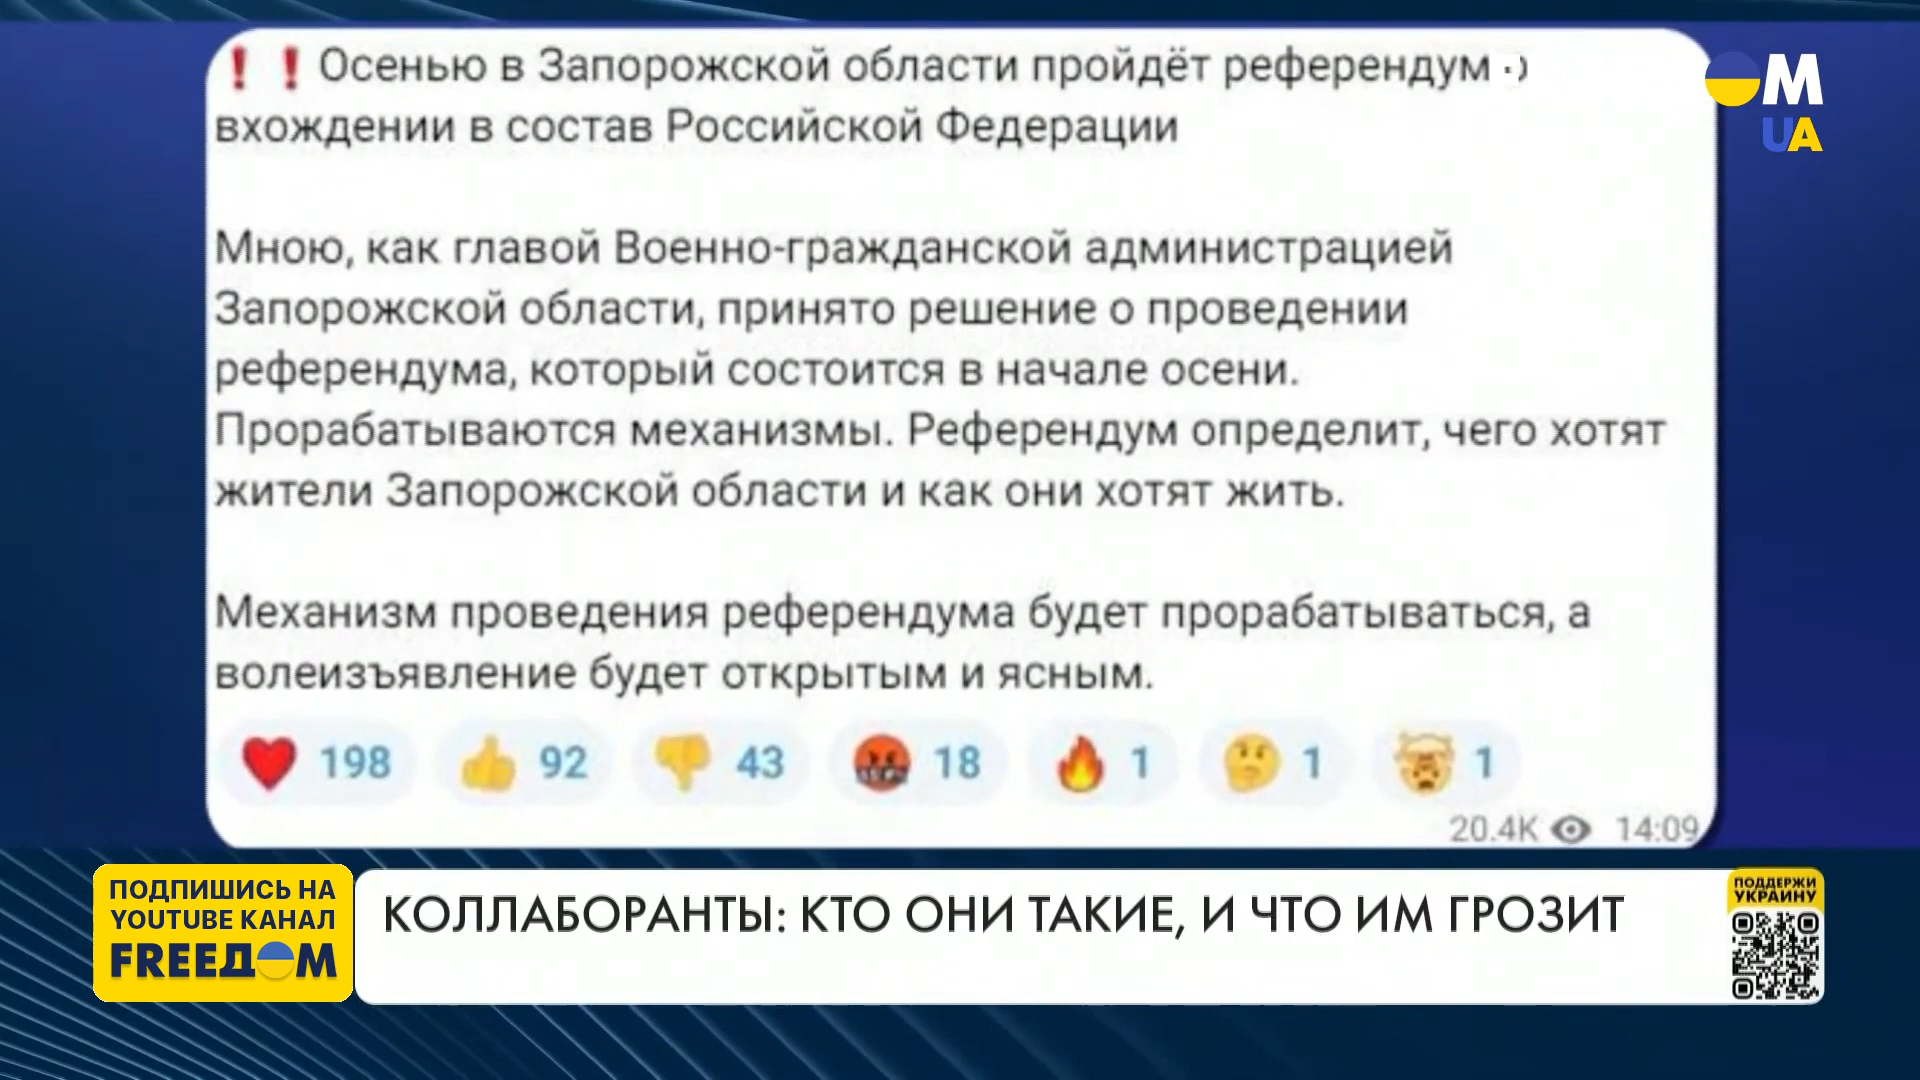 ❗❗Осенью в Запорожской области пройдёт референдум о
вхождении в состав Российской Федерации
Мною, как главой Военно-гражданской администрацией
Запорожской области, принято решение о проведении
референдума, который состоится в начале осени.
Прорабатываются механизмы. Референдум определит, чего хотят
жители Запорожской области и как они хотят жить.
Механизм проведения референдума будет прорабатываться, а
волеизъявление будет открытым и ясным.
198 92 43 18 1 1 1
20.4K 14:09
M
UA
ПОДПИШИСЬ НА
YOUTUBE КАНАЛ
FREEДOM
КОЛЛАБОРАНТЫ: КТО ОНИ ТАКИЕ, И ЧТО ИМ ГРОЗИТ
ПОДДЕРЖИ
УКРАИНУ